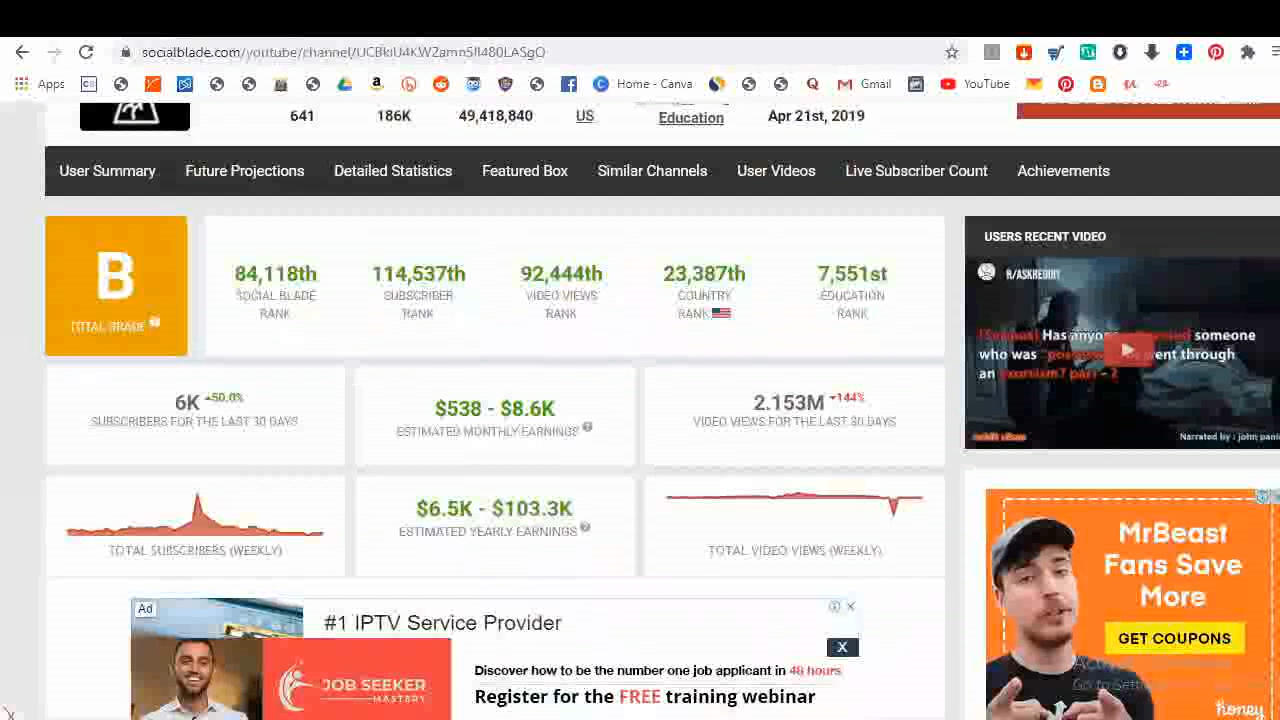 socialblade.com/youtube/channel/UCBkiU4KWZamn5fl480LASgQ
Apps
Home - Canva
Gmail
YouTube
641 186K 49,418,840 US Education Apr 21st, 2019
User Summary Future Projections Detailed Statistics Featured Box Similar Channels User Videos Live Subscriber Count Achievements
B
TOTAL GRADE
84,118th
SOCIAL BLADE
RANK
114,537th
SUBSCRIBER
RANK
92,444th
VIDEO VIEWS
RANK
23,387th
COUNTRY
RANK
7,551st
EDUCATION
RANK
USERS RECENT VIDEO
R/ASKREDDIT
[Serious] Has anyone someone
who was went through
an exorcism? part - 2
Narrated by : john
6K 50.0%
SUBSCRIBERS FOR THE LAST 30 DAYS
$538 - $8.6K
ESTIMATED MONTHLY EARNINGS
2.153M 144%
VIDEO VIEWS FOR THE LAST 30 DAYS
TOTAL SUBSCRIBERS (WEEKLY)
$6.5K - $103.3K
ESTIMATED YEARLY EARNINGS
TOTAL VIDEO VIEWS (WEEKLY)
Ad
#1 IPTV Service Provider
X
JOB SEEKER
MASTERY
Discover how to be the number one job applicant in 48 hours
Register for the FREE training webinar
MrBeast
Fans Save
More
GET COUPONS
Go to
honey